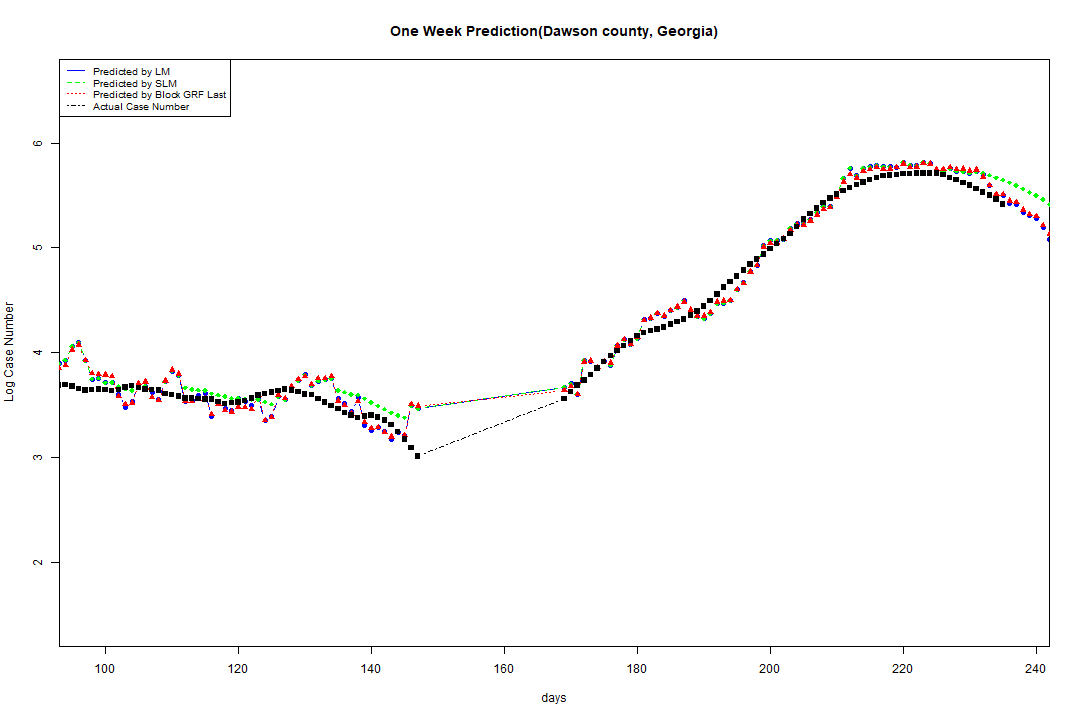 One Week Prediction(Dawson county, Georgia)
Predicted by LM
Predicted by SLM
Predicted by Block GRF Last
Actual Case Number
6
5
4
3
2
Log Case Number
100 120 140 160 180 200 220 240
days